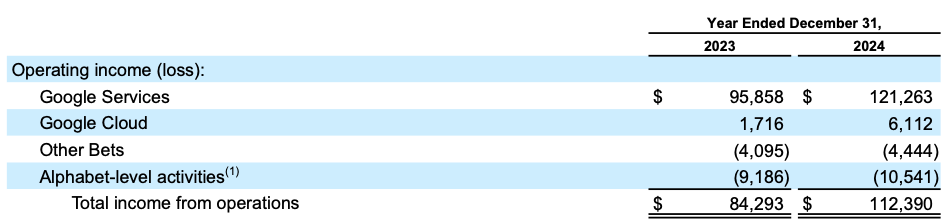 Year Ended December 31,
2023 2024
Operating income (loss):
Google Services $ 95,858 $ 121,263
Google Cloud 1,716 6,112
Other Bets (4,095) (4,444)
Alphabet-level activities(1) (9,186) (10,541)
Total income from operations $ 84,293 $ 112,390